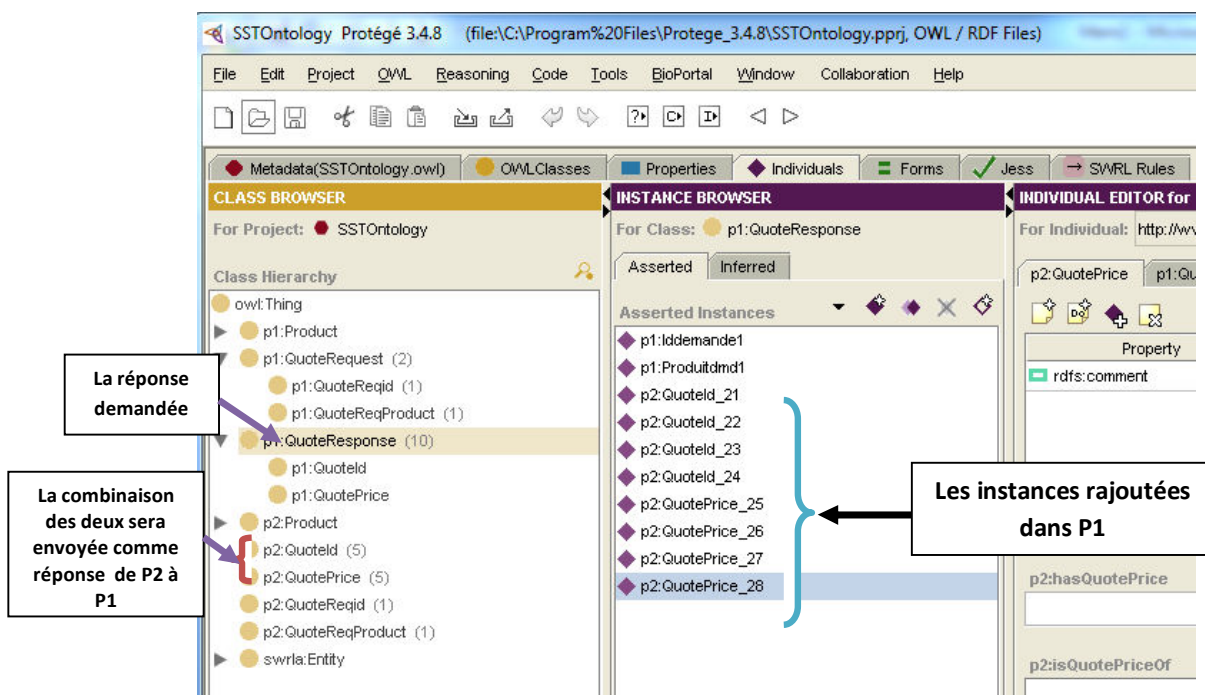 SSTOntology Protégé 3.4.8 (file:\C:\Program%20Files\Protege_3.4.8\SSTOntology.pprj, OWL / RDF Files)
File Edit Project OWL Reasoning Code Tools BioPortal Window Collaboration Help
Metadata(SSTOntology.owl) OWLClasses Properties Individuals Forms Jess SWRL Rules
CLASS BROWSER
For Project: SSTOntology
Class Hierarchy
owl:Thing
p1:Product
p1:QuoteRequest (2)
p1:QuoteReqid (1)
p1:QuoteReqProduct (1)
p1:QuoteResponse (10)
p1:QuoteId
p1:QuotePrice
p2:Product
p2:QuoteId (5)
p2:QuotePrice (5)
p2:QuoteReqid (1)
p2:QuoteReqProduct (1)
swrla:Entity
La réponse
demandée
La combinaison
des deux sera
envoyée comme
réponse de P2 à
P1
INSTANCE BROWSER
For Class: p1:QuoteResponse
Asserted Inferred
Asserted Instances
p1:Iddemande1
p1:Produitdmd1
p2:QuoteId_21
p2:QuoteId_22
p2:QuoteId_23
p2:QuoteId_24
p2:QuotePrice_25
p2:QuotePrice_26
p2:QuotePrice_27
p2:QuotePrice_28
Les instances rajoutées
dans P1
INDIVIDUAL EDITOR for
For Individual: http://wv
p2:QuotePrice p1:Qu
Property
rdfs:comment
p2:hasQuotePrice
p2:isQuotePriceOf